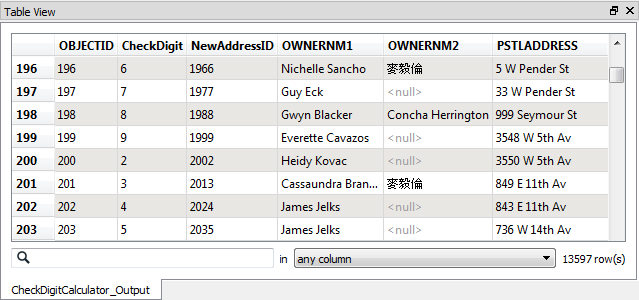 Table View
OBJECTID CheckDigit NewAddressID OWNERNM1 OWNERNM2 PSTLADDRESS
196 196 6 1966 Nichelle Sancho 麥毅倫 5 W Pender St
197 197 7 1977 Guy Eck <null> 33 W Pender St
198 198 8 1988 Gwyn Blacker Concha Herrington 999 Seymour St
199 199 9 1999 Everette Cavazos <null> 3548 W 5th Av
200 200 2 2002 Heidy Kovac <null> 3550 W 5th Av
201 201 3 2013 Cassaundra Bran... 麥毅倫 849 E 11th Av
202 202 4 2024 James Jelks <null> 843 E 11th Av
203 203 5 2035 James Jelks <null> 736 W 14th Av
in any column 13597 row(s)
CheckDigitCalculator_Output